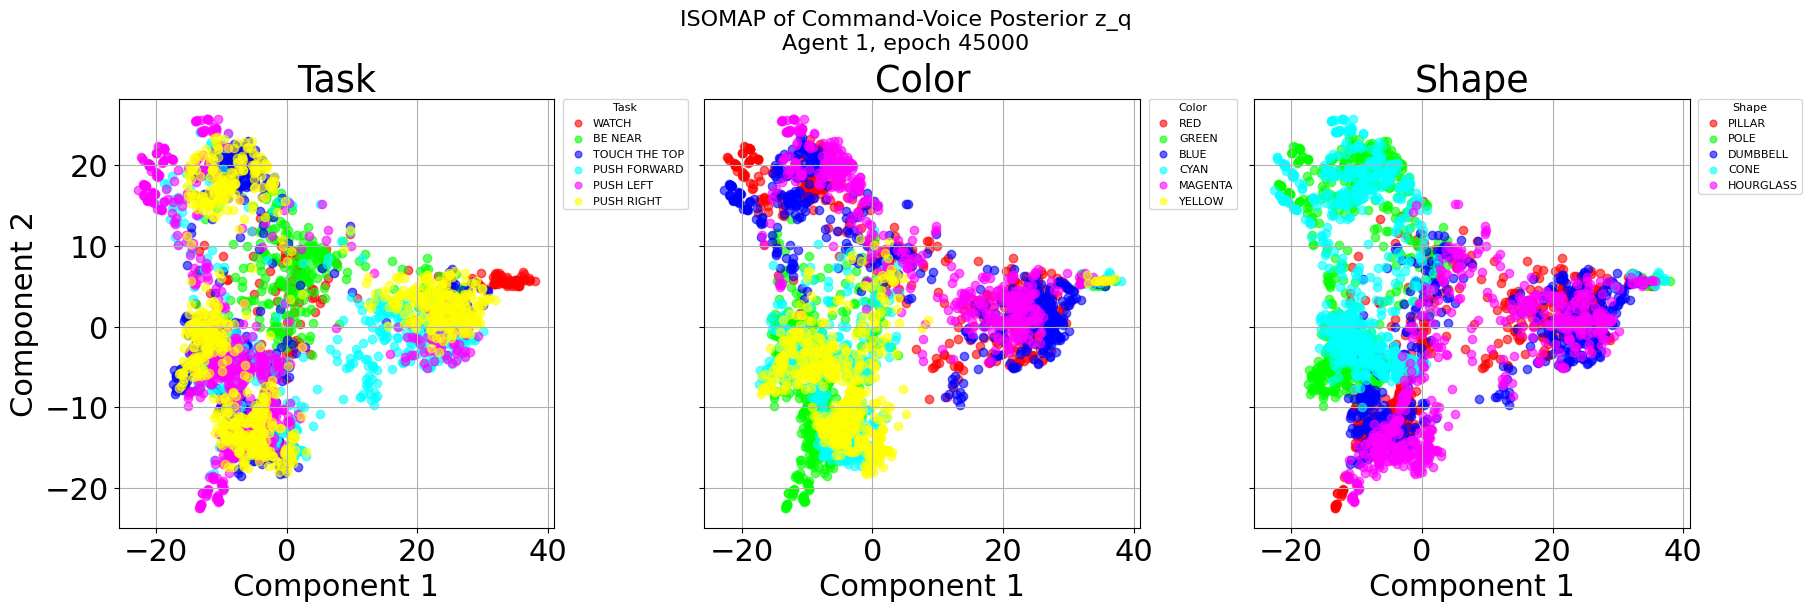 ISOMAP of Command-Voice Posterior z_q
Agent 1, epoch 45000
Task
Color
Shape
Task
WATCH
BE NEAR
TOUCH THE TOP
PUSH FORWARD
PUSH LEFT
PUSH RIGHT
Color
RED
GREEN
BLUE
CYAN
MAGENTA
YELLOW
Shape
PILLAR
POLE
DUMBBELL
CONE
HOURGLASS
Component 2
20
10
0
−10
−20
−20 0 20 40
−20 0 20 40
−20 0 20 40
Component 1
Component 1
Component 1